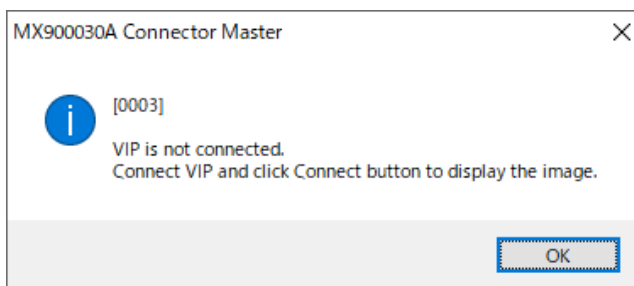 MX900030A Connector Master
[0003]
VIP is not connected.
Connect VIP and click Connect button to display the image.
OK